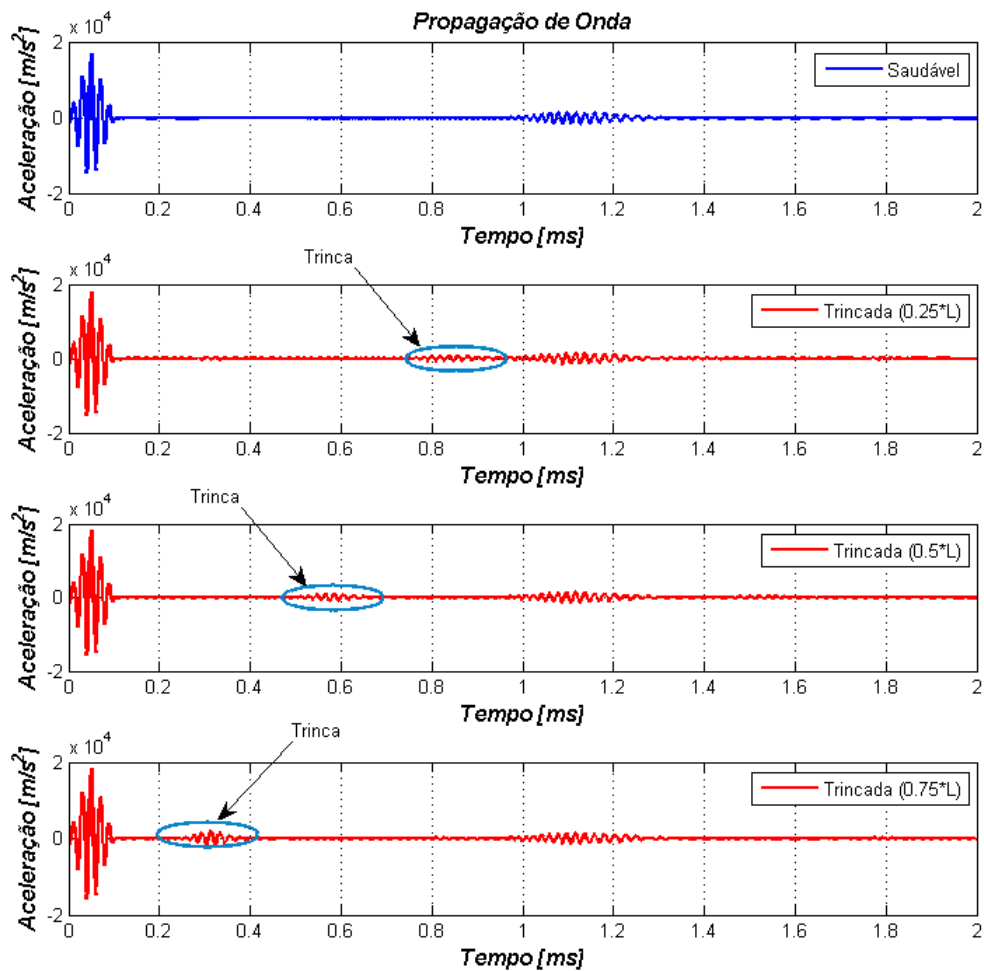 Propagação de Onda
x 10^4
Aceleração [m/s^2]
2
0
-2
Saudável
0 0.2 0.4 0.6 0.8 1 1.2 1.4 1.6 1.8 2
Tempo [ms]
Trinca
x 10^4
Aceleração [m/s^2]
2
0
-2
Trincada (0.25*L)
0 0.2 0.4 0.6 0.8 1 1.2 1.4 1.6 1.8 2
Tempo [ms]
Trinca
x 10^4
Aceleração [m/s^2]
2
0
-2
Trincada (0.5*L)
0 0.2 0.4 0.6 0.8 1 1.2 1.4 1.6 1.8 2
Tempo [ms]
Trinca
x 10^4
Aceleração [m/s^2]
2
0
-2
Trincada (0.75*L)
0 0.2 0.4 0.6 0.8 1 1.2 1.4 1.6 1.8 2
Tempo [ms]